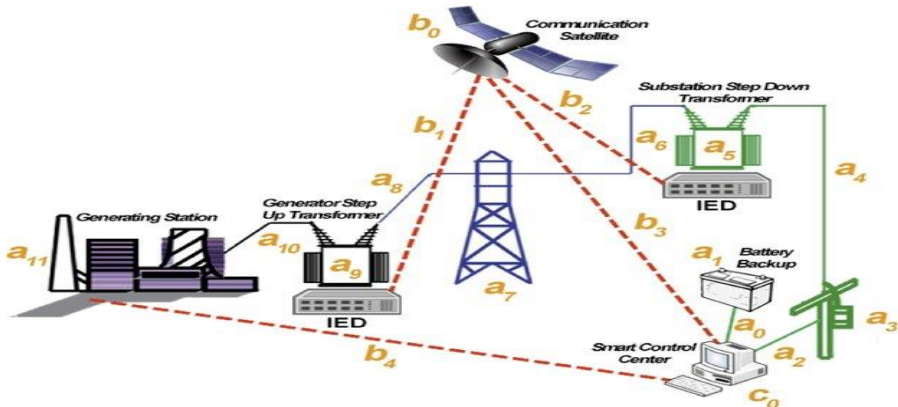 b0
Communication
Satellite
b1
b2
Substation Step Down
Transformer
a6
a5
a4
IED
a8
Generator Step
Up Transformer
Generating Station
a10
a11
a9
IED
a7
b3
a1
Battery
Backup
a0
a3
a2
Smart Control
Center
b4
c0